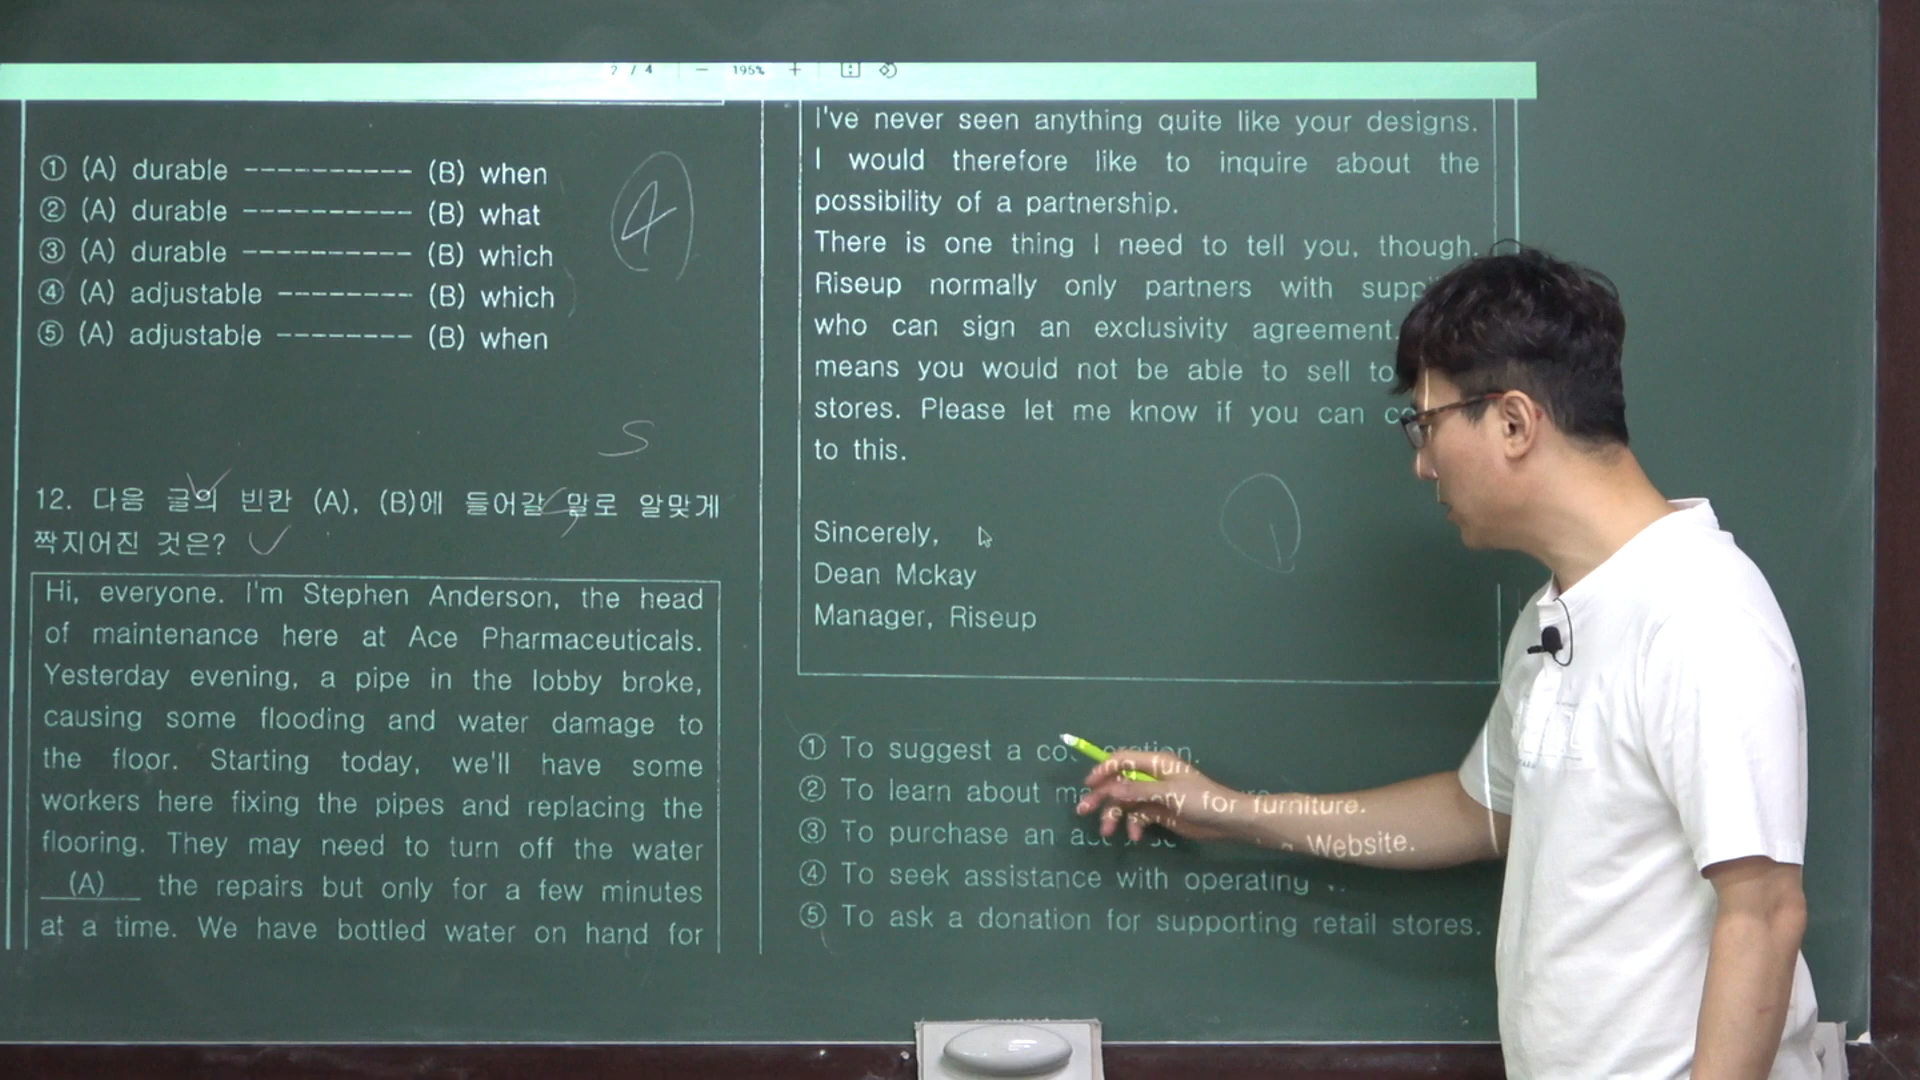 2 / 4 − 195% +
① (A) durable ----------- (B) when
② (A) durable ----------- (B) what
③ (A) durable ----------- (B) which
④ (A) adjustable --------- (B) which
⑤ (A) adjustable --------- (B) when
4
S
12. 다음 글의 빈칸 (A), (B)에 들어갈 말로 알맞게
짝지어진 것은?
Hi, everyone. I'm Stephen Anderson, the head
of maintenance here at Ace Pharmaceuticals.
Yesterday evening, a pipe in the lobby broke,
causing some flooding and water damage to
the floor. Starting today, we'll have some
workers here fixing the pipes and replacing the
flooring. They may need to turn off the water
(A) the repairs but only for a few minutes
at a time. We have bottled water on hand for
I've never seen anything quite like your designs.
I would therefore like to inquire about the
possibility of a partnership.
There is one thing I need to tell you, though.
Riseup normally only partners with
who can sign an exclusivity agreement.
means you would not be able to sell to
stores. Please let me know if you can
to this.
Sincerely,
Dean Mckay
Manager, Riseup
1
① To suggest a
② To learn about
③ To purchase an for furniture.
④ To seek assistance with operating Website.
⑤ To ask a donation for supporting retail stores.